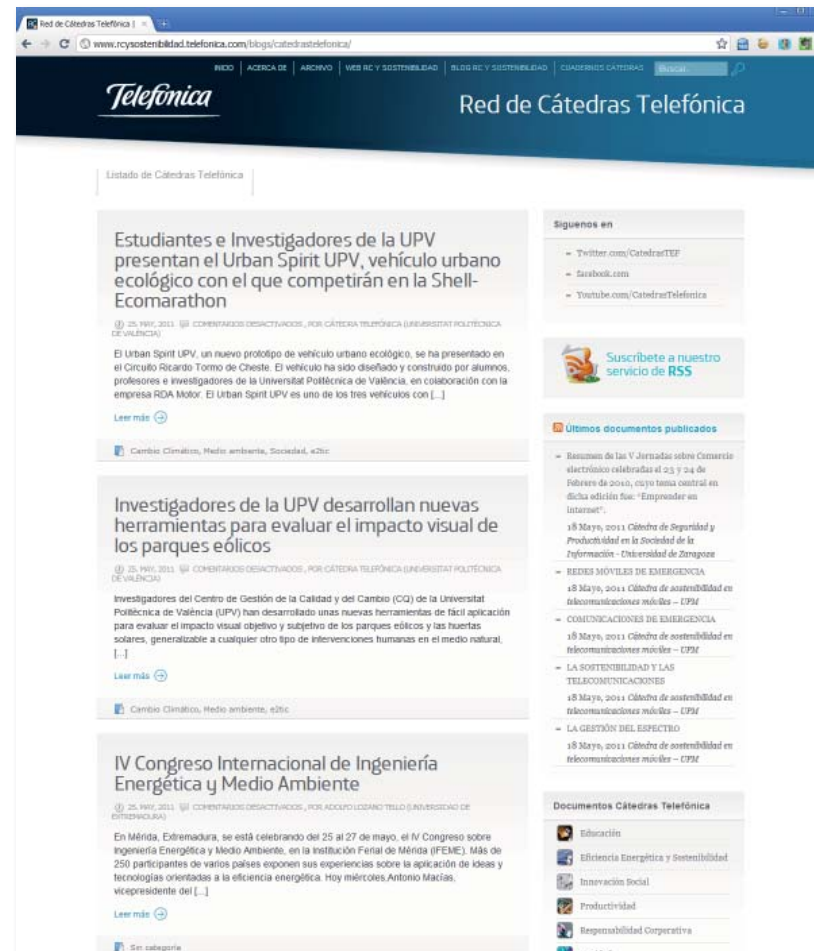 Red de Cátedras Telefónica |
www.rcysostenibilidad.telefonica.com/blogs/catedrastelefonica/
INICIO | ACERCA DE | ARCHIVO | WEB RC Y SOSTENIBILIDAD | BLOG RC Y SOSTENIBILIDAD | CUADERNOS CÁTEDRAS Buscar...
Telefónica
Red de Cátedras Telefónica
Listado de Cátedras Telefónica
Estudiantes e Investigadores de la UPV
presentan el Urban Spirit UPV, vehículo urbano
ecológico con el que competirán en la Shell-
Ecomarathon
25. MAY, 2011 COMENTARIOS DESACTIVADOS , POR CÁTEDRA TELEFÓNICA (UNIVERSITAT POLITÈCNICA
DE VALÈNCIA)
El Urban Spirit UPV, un nuevo prototipo de vehículo urbano ecológico, se ha presentado en
el Circuito Ricardo Tormo de Cheste. El vehículo ha sido diseñado y construido por alumnos,
profesores e investigadores de la Universitat Politècnica de València, en colaboración con la
empresa RDA Motor. El Urban Spirit UPV es uno de los tres vehículos con [...]
Leer más
Cambio Climático, Medio ambiente, Sociedad, e2tic
Investigadores de la UPV desarrollan nuevas
herramientas para evaluar el impacto visual de
los parques eólicos
25. MAY, 2011 COMENTARIOS DESACTIVADOS , POR CÁTEDRA TELEFÓNICA (UNIVERSITAT POLITÈCNICA
DE VALÈNCIA)
Investigadores del Centro de Gestión de la Calidad y del Cambio (CQ) de la Universitat
Politècnica de València (UPV) han desarrollado unas nuevas herramientas de fácil aplicación
para evaluar el impacto visual objetivo y subjetivo de los parques eólicos y las huertas
solares, generalizable a cualquier otro tipo de intervenciones humanas en el medio natural,
[...]
Leer más
Cambio Climático, Medio ambiente, e2tic
IV Congreso Internacional de Ingeniería
Energética y Medio Ambiente
25. MAY, 2011 COMENTARIOS DESACTIVADOS , POR ADOLFO LOZANO TELLO (UNIVERSIDAD DE
EXTREMADURA)
En Mérida, Extremadura, se está celebrando del 25 al 27 de mayo, el IV Congreso sobre
Ingeniería Energética y Medio Ambiente, en la Institución Ferial de Mérida (IFEME). Más de
250 participantes de varios países exponen sus experiencias sobre la aplicación de ideas y
tecnologías orientadas a la eficiencia energética. Hoy miércoles,Antonio Macías,
vicepresidente del [...]
Leer más
Sin categoría
Siguenos en
Twitter.com/CatedrasTEF
facebook.com
Youtube.com/CatedrasTelefonica
Suscríbete a nuestro
servicio de RSS
Últimos documentos publicados
Resumen de las V Jornadas sobre Comercio
electrónico celebradas el 23 y 24 de
Febrero de 2010, cuyo tema central en
dicha edición fue: "Emprender en
internet".
18 Mayo, 2011 Cátedra de Seguridad y
Productividad en la Sociedad de la
Información - Universidad de Zaragoza
REDES MÓVILES DE EMERGENCIA
18 Mayo, 2011 Cátedra de sostenibilidad en
telecomunicaciones móviles – UPM
COMUNICACIONES DE EMERGENCIA
18 Mayo, 2011 Cátedra de sostenibilidad en
telecomunicaciones móviles – UPM
LA SOSTENIBILIDAD Y LAS
TELECOMUNICACIONES
18 Mayo, 2011 Cátedra de sostenibilidad en
telecomunicaciones móviles – UPM
LA GESTIÓN DEL ESPECTRO
18 Mayo, 2011 Cátedra de sostenibilidad en
telecomunicaciones móviles – UPM
Documentos Cátedras Telefónica
Educación
Eficiencia Energética y Sostenibilidad
Innovación Social
Productividad
Responsabilidad Corporativa